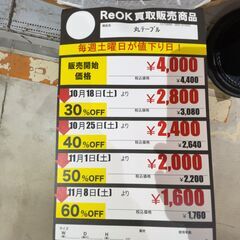 ReOK 買取販売商品
丸テーブル
毎週土曜日が値下り日!
販売開始価格 ¥4,000
税込価格 ¥4,400
10月18日(土)より ¥2,800
30%OFF 税込価格 ¥3,080
10月25日(土)より ¥2,400
40%OFF 税込価格 ¥2,640
11月1日(土)より ¥2,000
50%OFF 税込価格 ¥2,200
11月8日(土)より ¥1,600
60%OFF 税込価格 ¥1,760
サイズ W D H